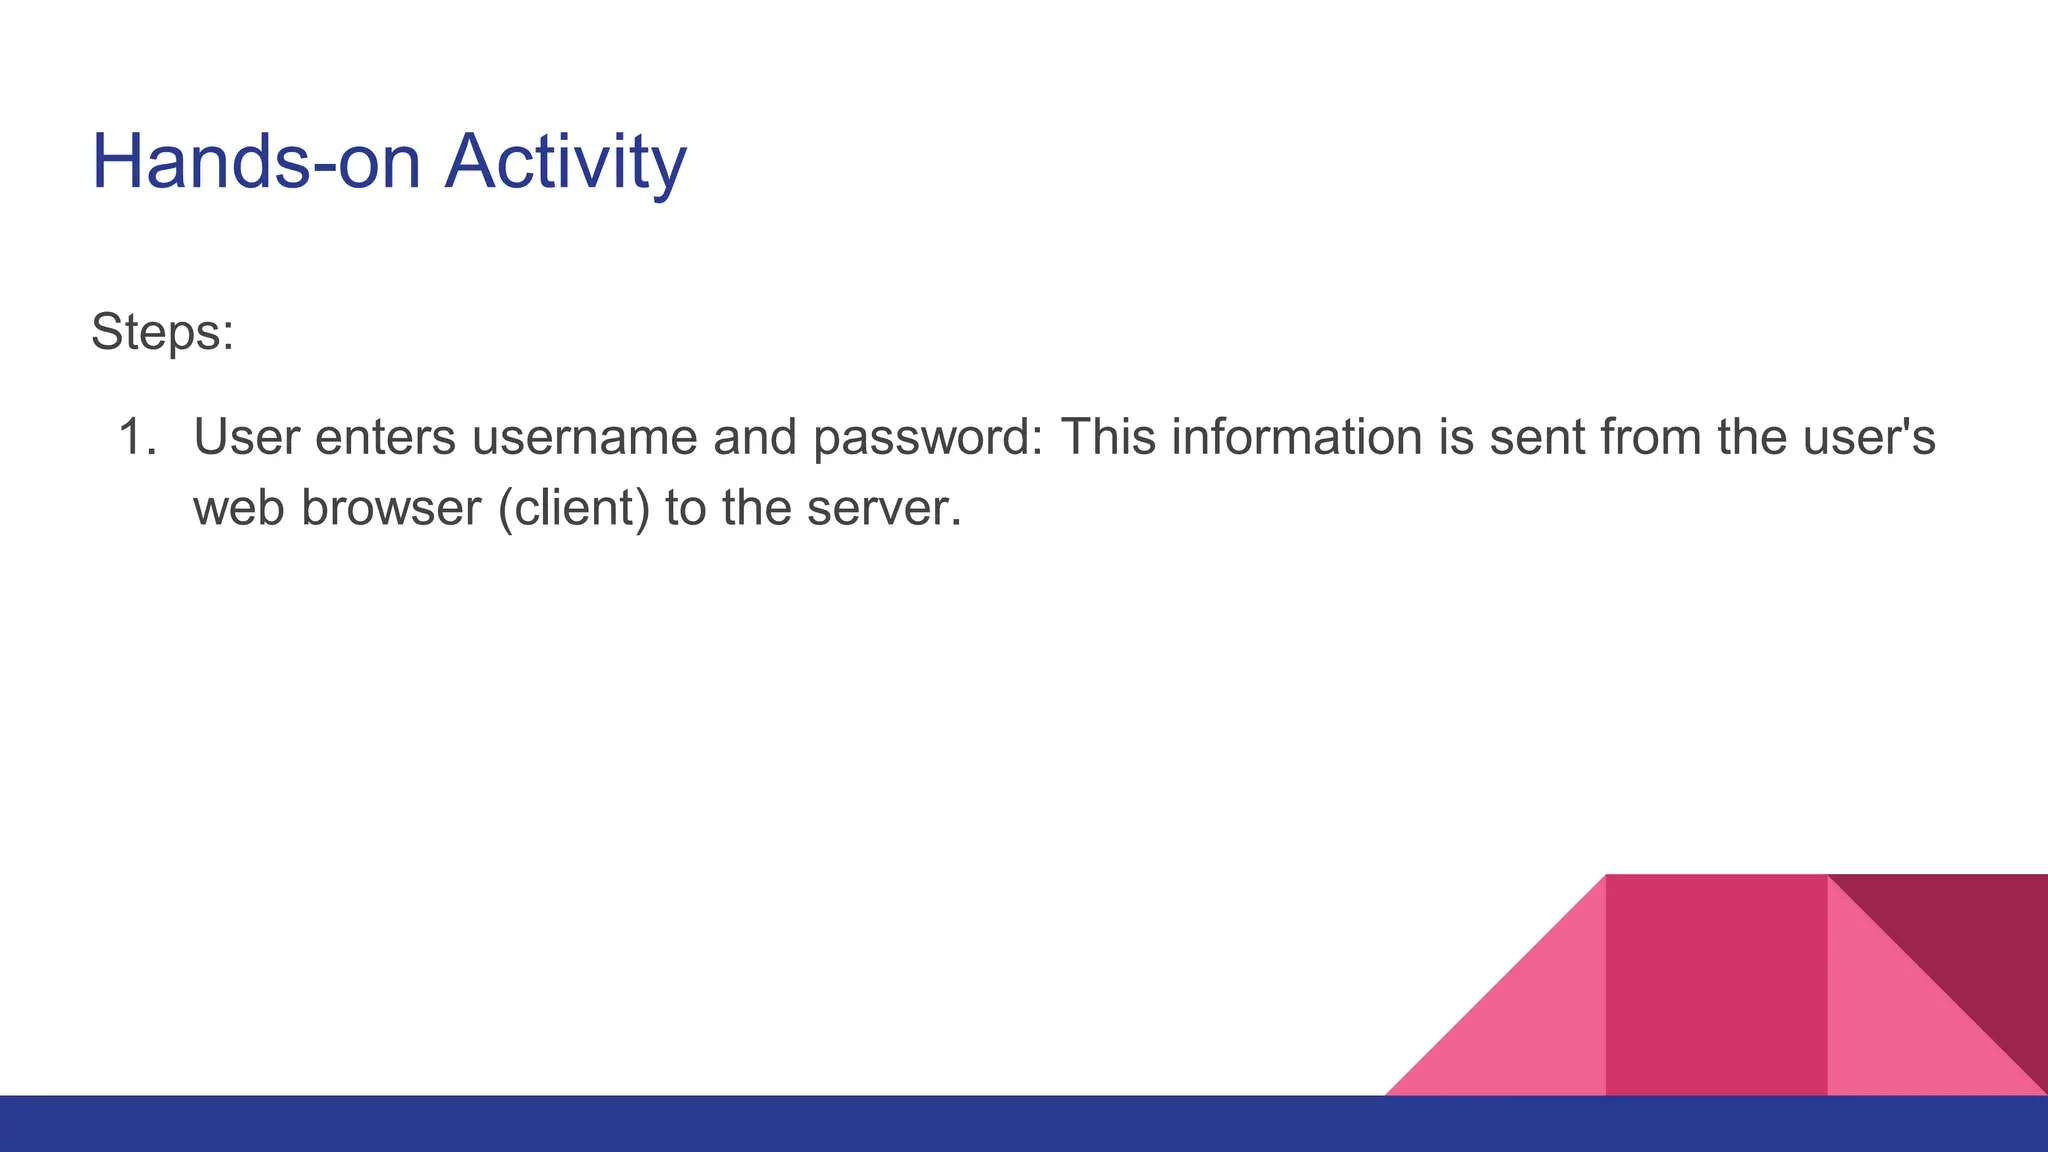 Hands-on Activity
Steps:
1. User enters username and password: This information is sent from the user's
web browser (client) to the server.